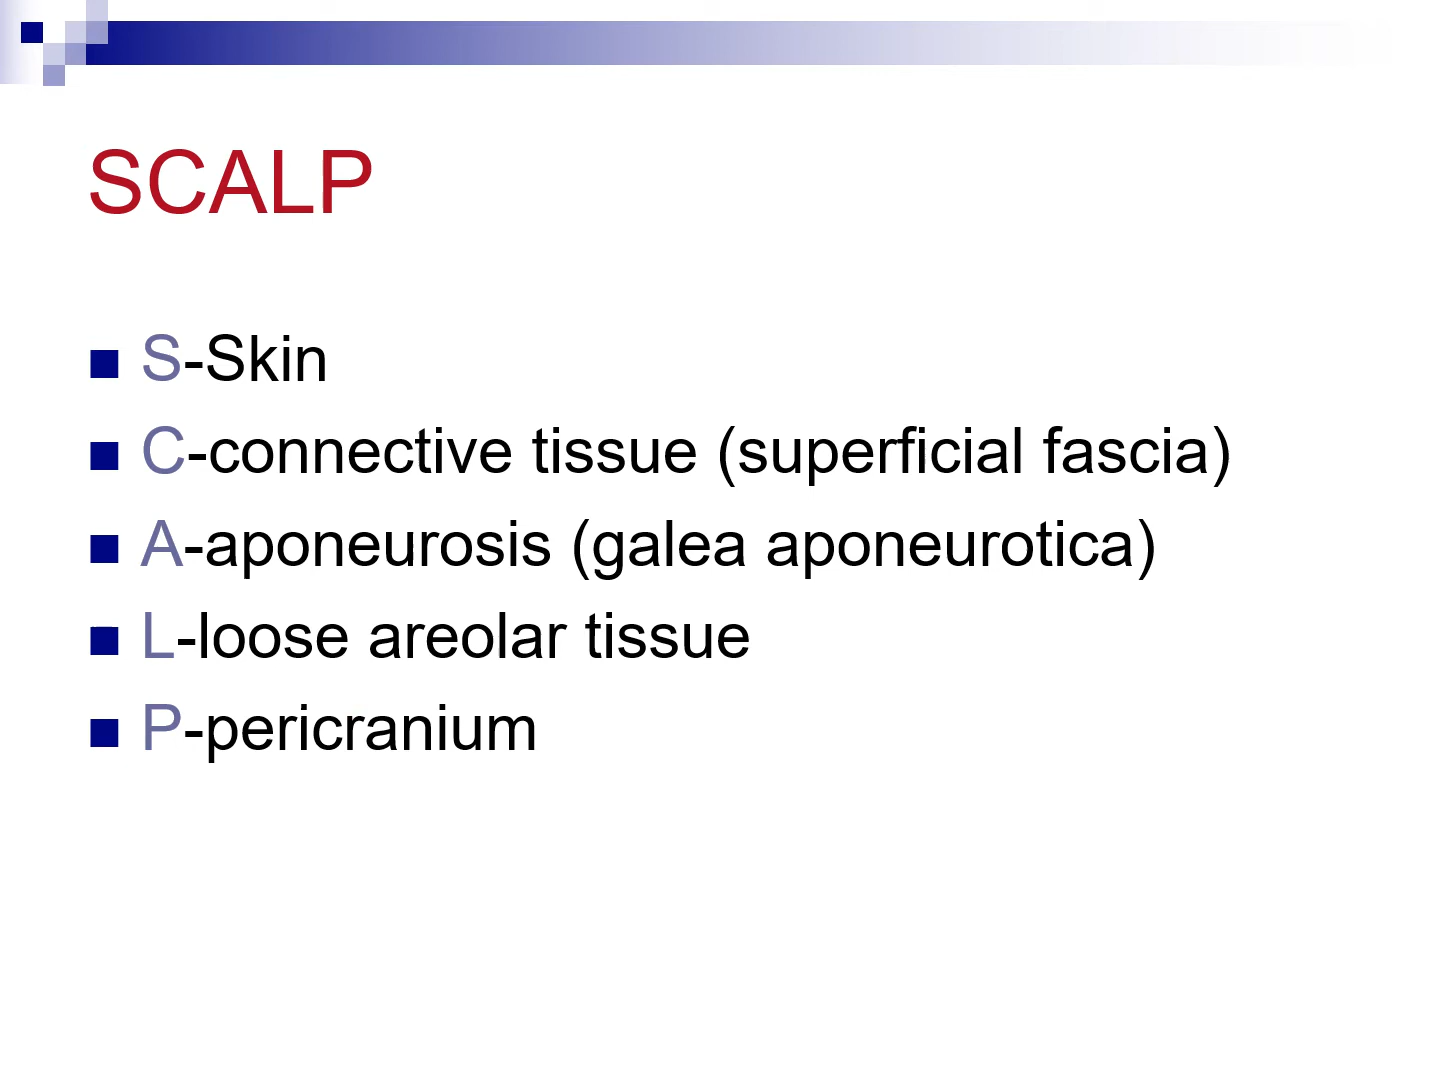 SCALP
S-Skin
C-connective tissue (superficial fascia)
A-aponeurosis (galea aponeurotica)
L-loose areolar tissue
P-pericranium